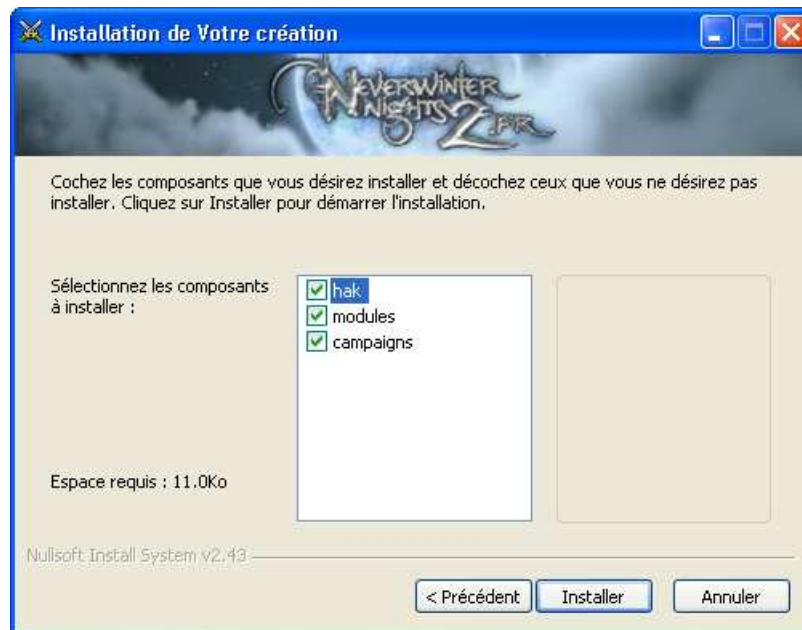 Installation de Votre création
NEVERWINTER
NIGHTS 2.FR
Cochez les composants que vous désirez installer et décochez ceux que vous ne désirez pas
installer. Cliquez sur Installer pour démarrer l'installation.
Sélectionnez les composants
à installer :
hak
modules
campaigns
Espace requis : 11.0Ko
Nullsoft Install System v2.43
< Précédent
Installer
Annuler